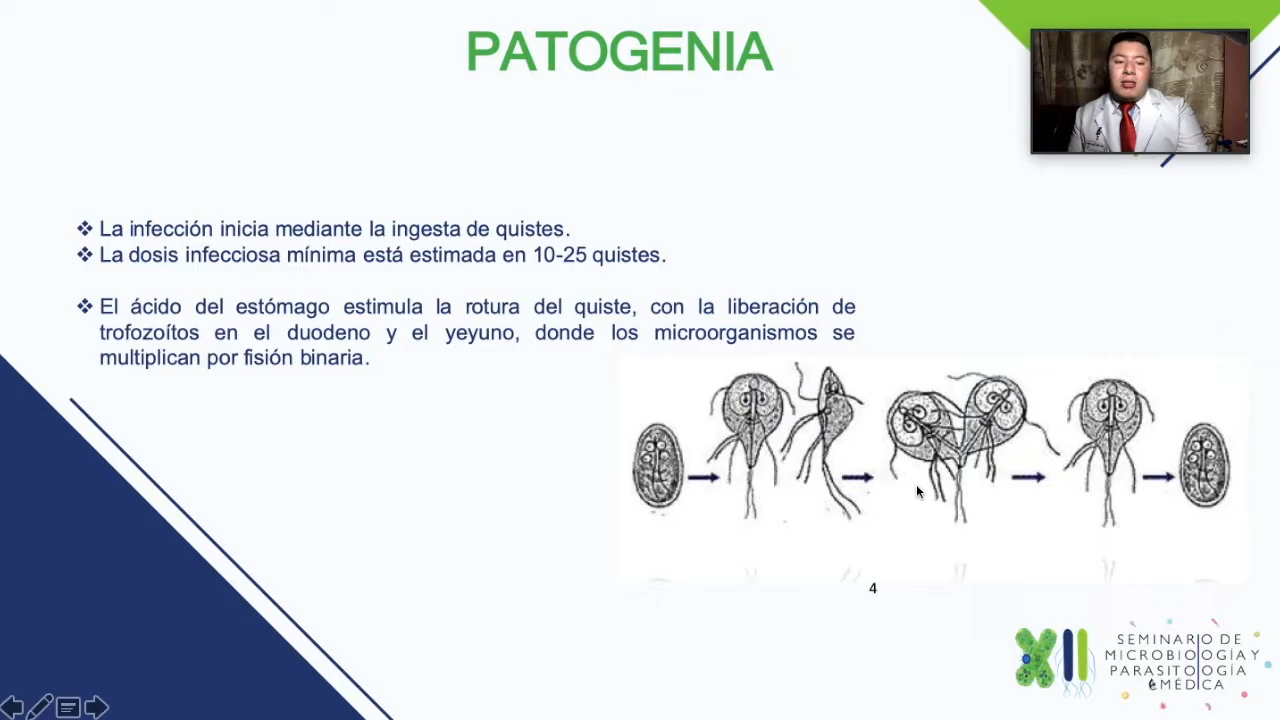 PATOGENIA
❖ La infección inicia mediante la ingesta de quistes.
❖ La dosis infecciosa mínima está estimada en 10-25 quistes.
❖ El ácido del estómago estimula la rotura del quiste, con la liberación de
trofozoítos en el duodeno y el yeyuno, donde los microorganismos se
multiplican por fisión binaria.
4
XII
SEMINARIO DE
MICROBIOLOGÍA Y
PARASITOLOGÍA
MÉDICA